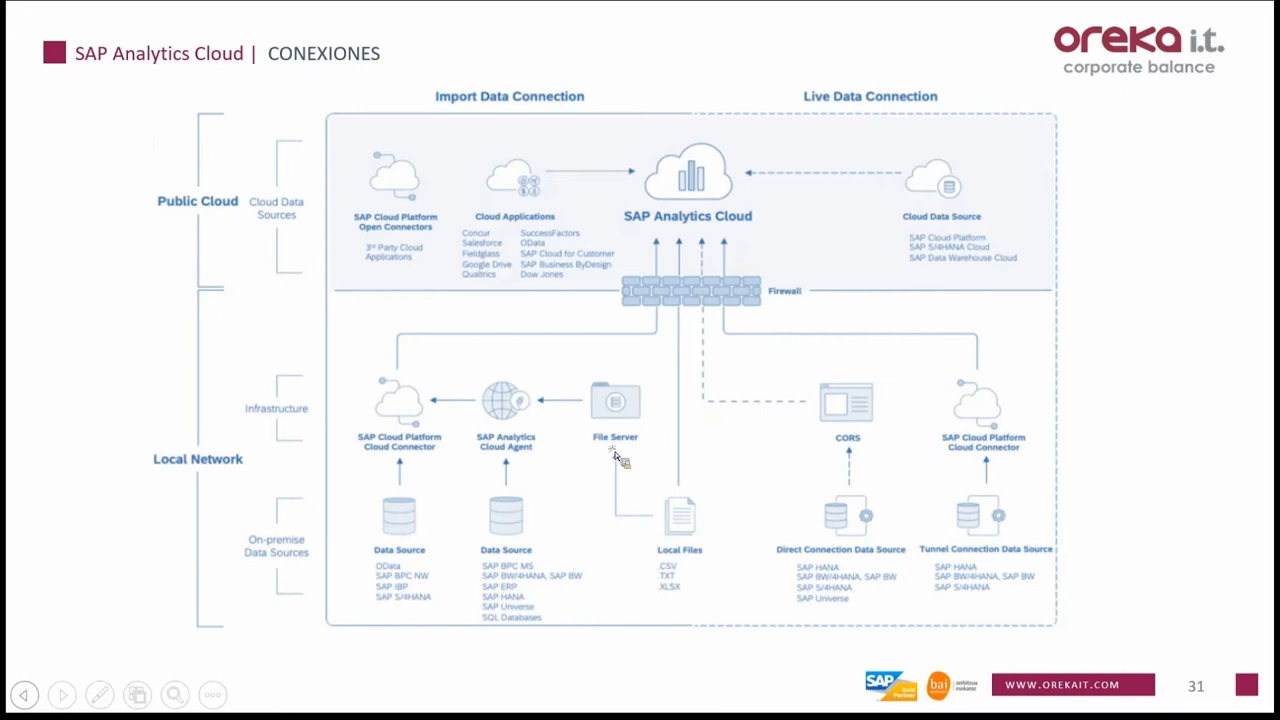 SAP Analytics Cloud | CONEXIONES
oreka i.t.
corporate balance
Import Data Connection
Live Data Connection
Public Cloud
Cloud Data
Sources
SAP Cloud Platform
Open Connectors
3rd Party Cloud
Applications
Cloud Applications
Concur
Salesforce
Fieldglass
Google Drive
Qualtrics
SuccessFactors
OData
SAP Cloud for Customer
SAP Business ByDesign
Dow Jones
SAP Analytics Cloud
Cloud Data Source
SAP Cloud Platform
SAP S/4HANA Cloud
SAP Data Warehouse Cloud
Firewall
Local Network
Infrastructure
SAP Cloud Platform
Cloud Connector
SAP Analytics
Cloud Agent
File Server
CORS
SAP Cloud Platform
Cloud Connector
On-premise
Data Sources
Data Source
OData
SAP BPC NW
SAP IBP
SAP S/4HANA
Data Source
SAP BPC MS
SAP BW/4HANA, SAP BW
SAP ERP
SAP HANA
SAP Universe
SQL Databases
Local Files
.CSV
.TXT
.XLSX
Direct Connection Data Source
SAP HANA
SAP BW/4HANA, SAP BW
SAP S/4HANA
SAP Universe
Tunnel Connection Data Source
SAP HANA
SAP BW/4HANA, SAP BW
SAP S/4HANA
SAP
Gold
Partner
bai
WWW.OREKAIT.COM
31